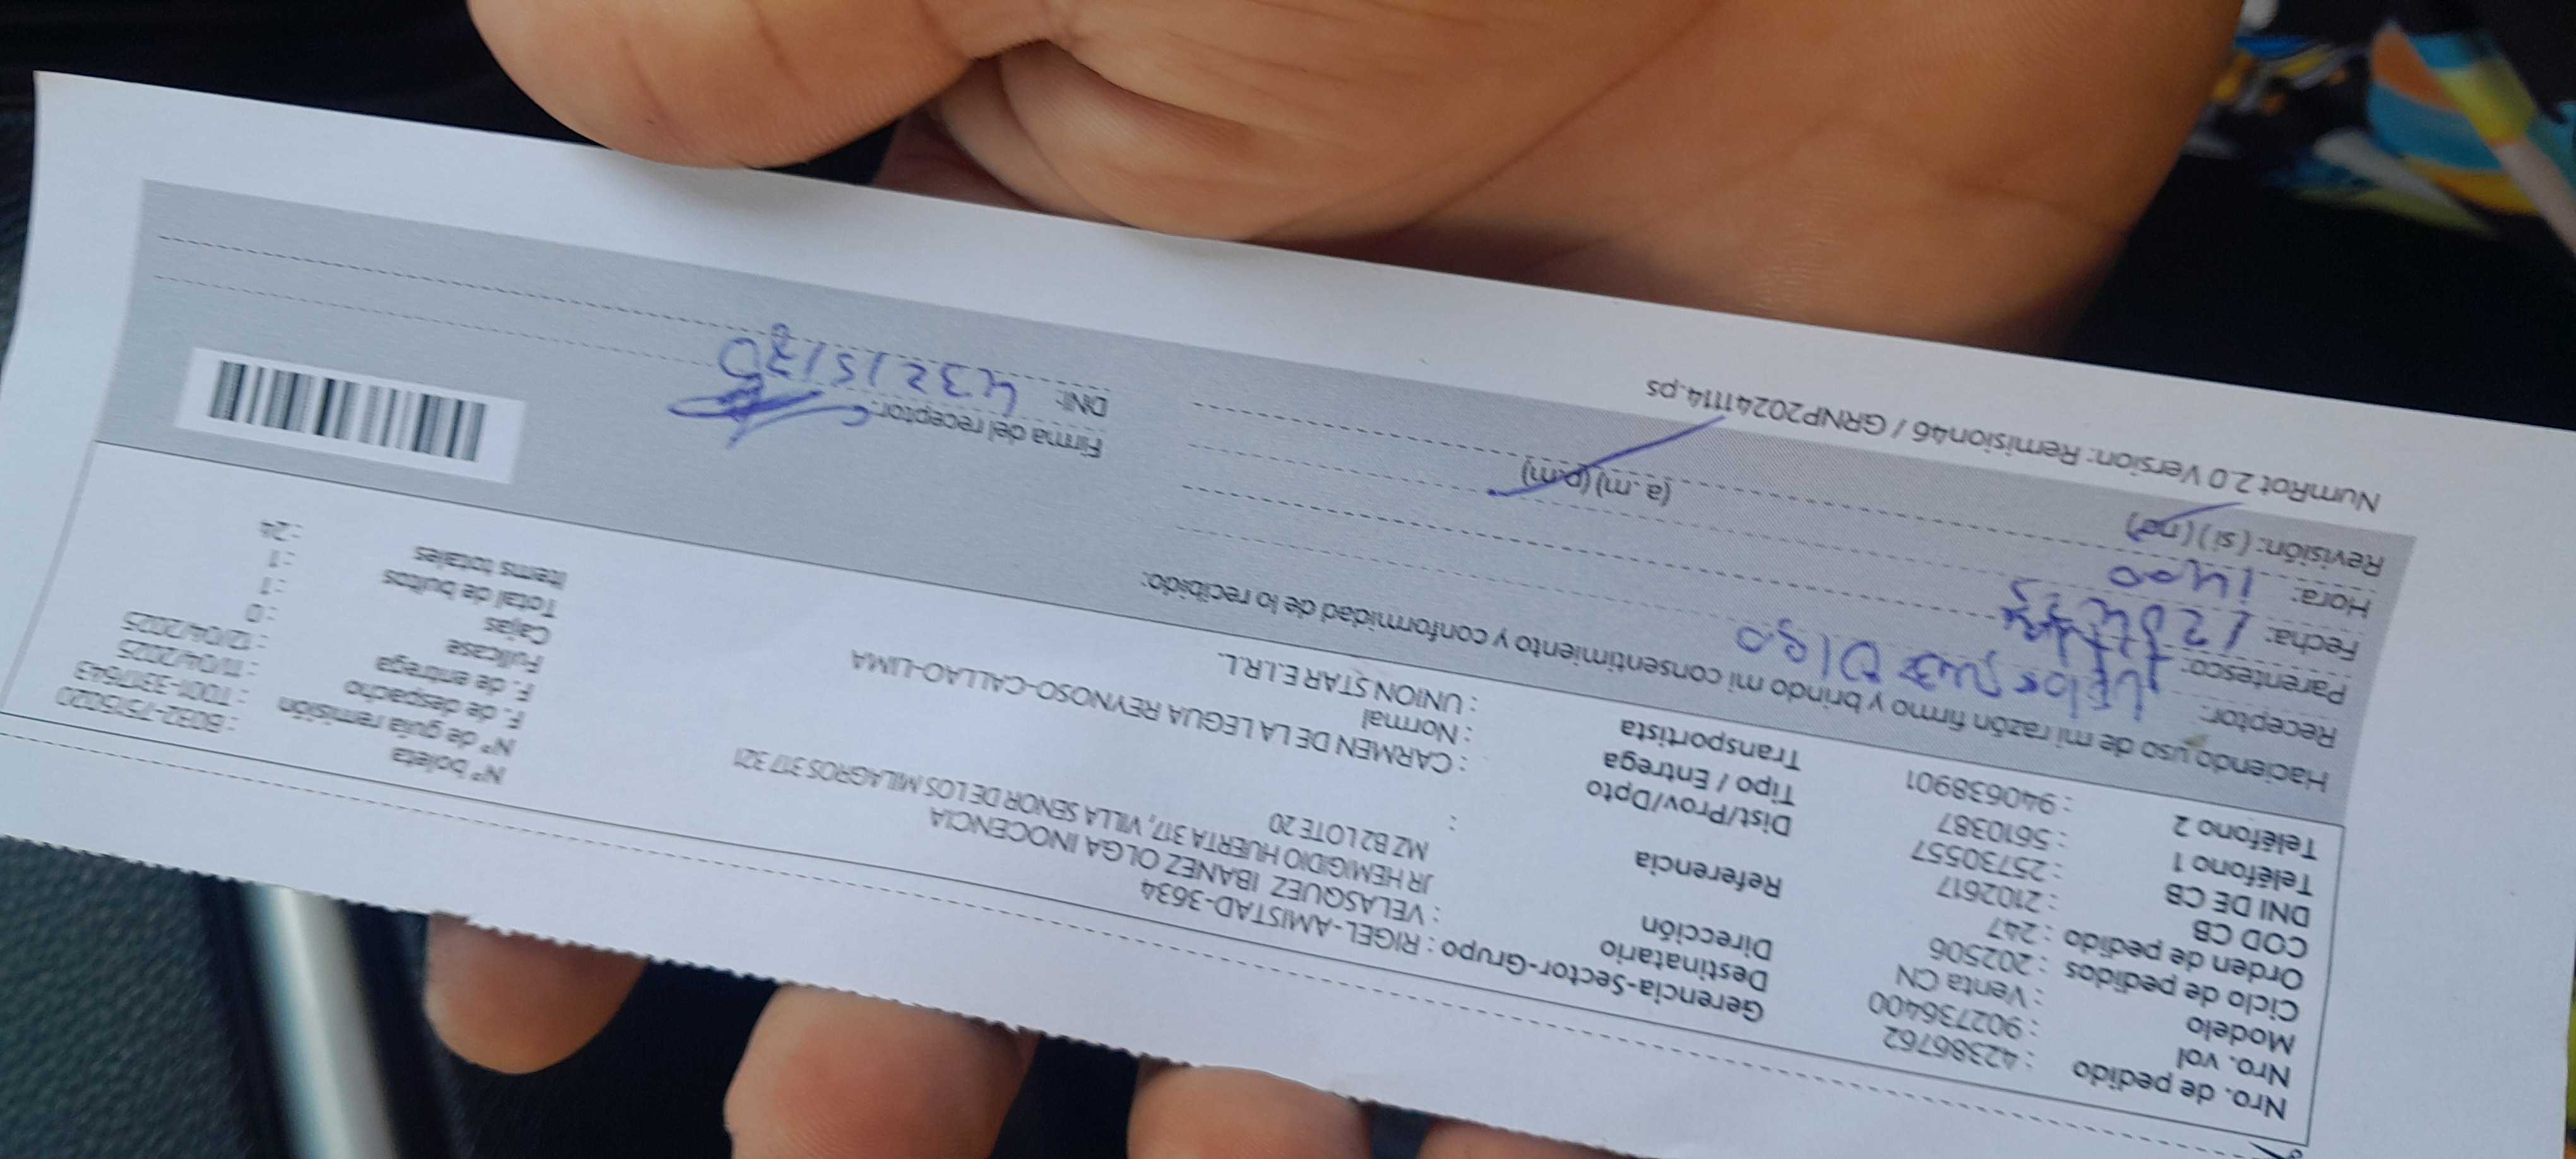 Nro. de pedido : 42386762
Nro. vol : 902736400
Modelo : Venta CN
Ciclo de pedidos : 202506
Orden de pedido : 247
COD CB : 2102617
DNI DE CB : 25730557
Teléfono 1 : 5610387
Teléfono 2 : 940638901
Gerencia-Sector-Grupo : RIGEL-AMISTAD-3634
Destinatario : VELASQUEZ IBANEZ OLGA INOCENCIA
Dirección JR HEMIGIDIO HUERTA 317, VILLA SENOR DE LOS MILAGROS 317 321
MZ B2 LOTE 20
Referencia :
Dist/Prov/Dpto : CARMEN DE LA LEGUA REYNOSO-CALLAO-LIMA
Tipo / Entrega : Normal
Transportista : UNION STAR E.I.R.L.
N° boleta : B032-7515020
N° de guía remisión : T001-3317643
F. de despacho : 11/04/2025
F. de entrega : 12/04/2025
Fullcase : 0
Cajas : 1
Total de bultos : 1
Items totales : 24
Haciendo uso de mi razón firmo y brindo mi consentimiento y conformidad de lo recibido:
Receptor: Olga
Parentesco:
Fecha:
Hora: 14:00 (a.m) (p.m)
Revisión: (si) (no)
Firma del receptor:
DNI:
NumRot 2.0 Version: Remision46 / GRNP20241114.ps